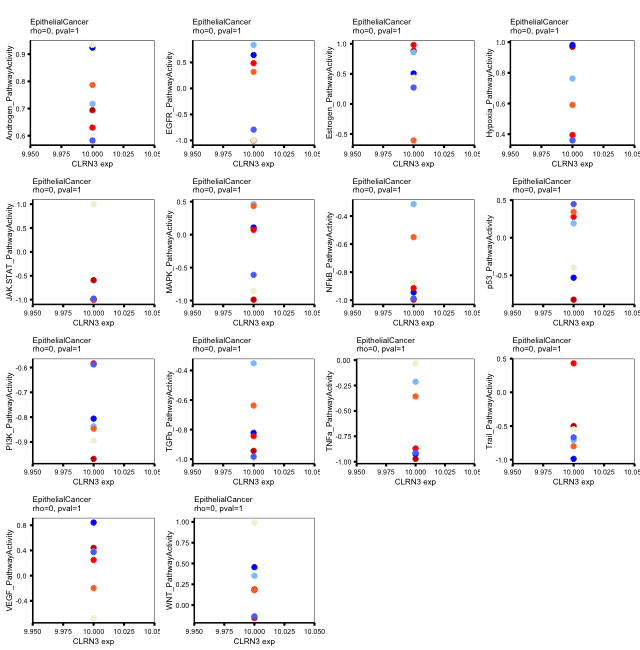 EpithelialCancer
rho=0, pval=1
Androgen_PathwayActivity
0.9
0.8
0.7
0.6
9.950 9.975 10.000 10.025 10.05
CLRN3 exp
EpithelialCancer
rho=0, pval=1
EGFR_PathwayActivity
0.5
0.0
-0.5
-1.0
9.950 9.975 10.000 10.025 10.05
CLRN3 exp
EpithelialCancer
rho=0, pval=1
Estrogen_PathwayActivity
1.0
0.5
0.0
-0.5
9.950 9.975 10.000 10.025 10.05
CLRN3 exp
EpithelialCancer
rho=0, pval=1
Hypoxia_PathwayActivity
1.0
0.8
0.6
0.4
9.950 9.975 10.000 10.025 10.05
CLRN3 exp
EpithelialCancer
rho=0, pval=1
JAK.STAT_PathwayActivity
1.0
0.5
0.0
-0.5
-1.0
9.950 9.975 10.000 10.025 10.05
CLRN3 exp
EpithelialCancer
rho=0, pval=1
MAPK_PathwayActivity
0.5
0.0
-0.5
-1.0
9.950 9.975 10.000 10.025 10.05
CLRN3 exp
EpithelialCancer
rho=0, pval=1
NFkB_PathwayActivity
-0.4
-0.6
-0.8
-1.0
9.950 9.975 10.000 10.025 10.05
CLRN3 exp
EpithelialCancer
rho=0, pval=1
p53_PathwayActivity
0.5
0.0
-0.5
9.950 9.975 10.000 10.025 10.05
CLRN3 exp
EpithelialCancer
rho=0, pval=1
PI3K_PathwayActivity
-0.6
-0.7
-0.8
-0.9
9.950 9.975 10.000 10.025 10.05
CLRN3 exp
EpithelialCancer
rho=0, pval=1
TGFb_PathwayActivity
-0.4
-0.6
-0.8
-1.0
9.950 9.975 10.000 10.025 10.05
CLRN3 exp
EpithelialCancer
rho=0, pval=1
TNFa_PathwayActivity
0.00
-0.25
-0.50
-0.75
-1.00
9.950 9.975 10.000 10.025 10.05
CLRN3 exp
EpithelialCancer
rho=0, pval=1
Trail_PathwayActivity
0.5
0.0
-0.5
-1.0
9.950 9.975 10.000 10.025 10.05
CLRN3 exp
EpithelialCancer
rho=0, pval=1
VEGF_PathwayActivity
0.8
0.4
0.0
-0.4
9.950 9.975 10.000 10.025 10.05
CLRN3 exp
EpithelialCancer
rho=0, pval=1
WNT_PathwayActivity
1.00
0.75
0.50
0.25
0.00
9.950 9.975 10.000 10.025 10.050
CLRN3 exp